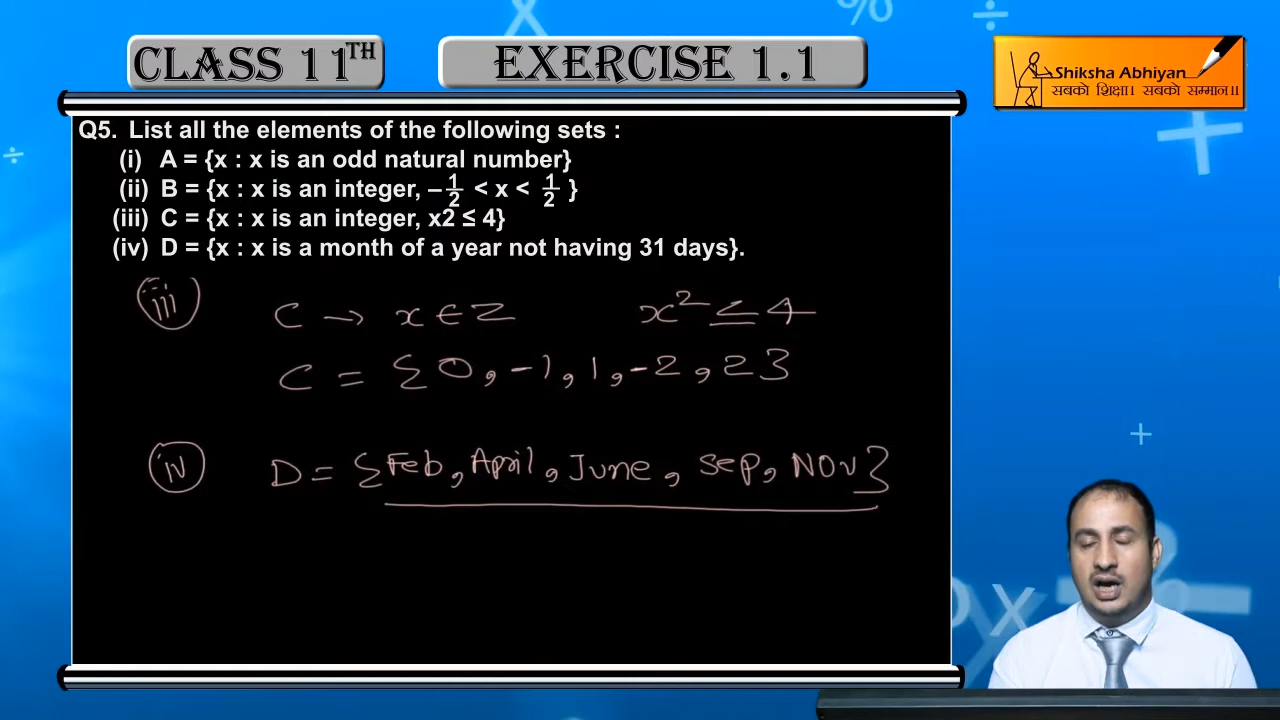 CLASS 11TH
EXERCISE 1.1
Shiksha Abhiyan
सबको शिक्षा। सबको सम्मान॥
Q5. List all the elements of the following sets :
(i) A = {x : x is an odd natural number}
(ii) B = {x : x is an integer, –1/2 < x < 1/2 }
(iii) C = {x : x is an integer, x2 ≤ 4}
(iv) D = {x : x is a month of a year not having 31 days}.
(iii) C → x ∈ Z x² ≤ 4
C = {0, -1, 1, -2, 2}
(iv) D = {Feb, April, June, Sep, Nov}